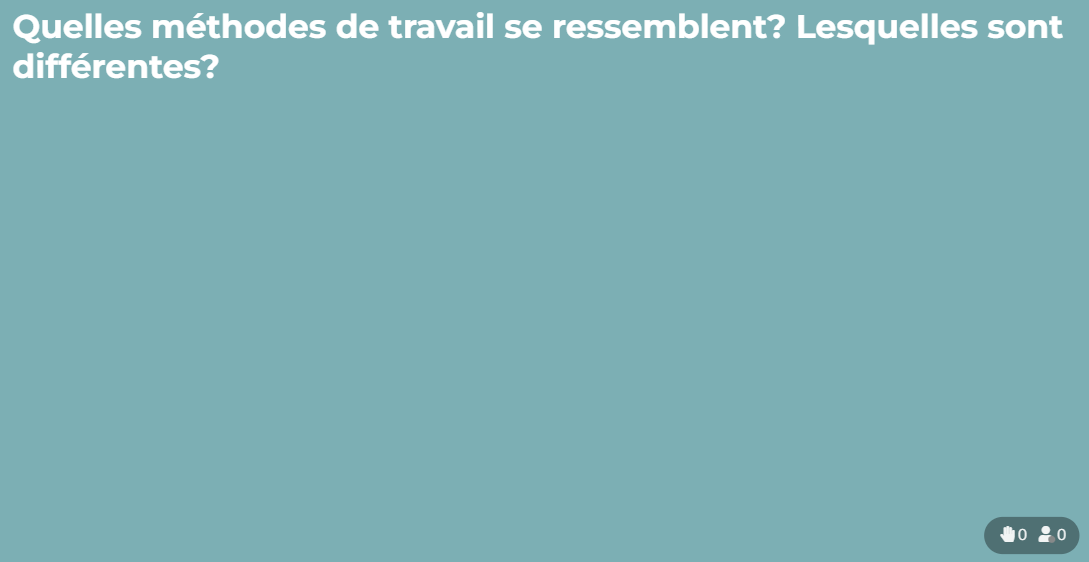 Quelles méthodes de travail se ressemblent? Lesquelles sont
différentes?
0 0